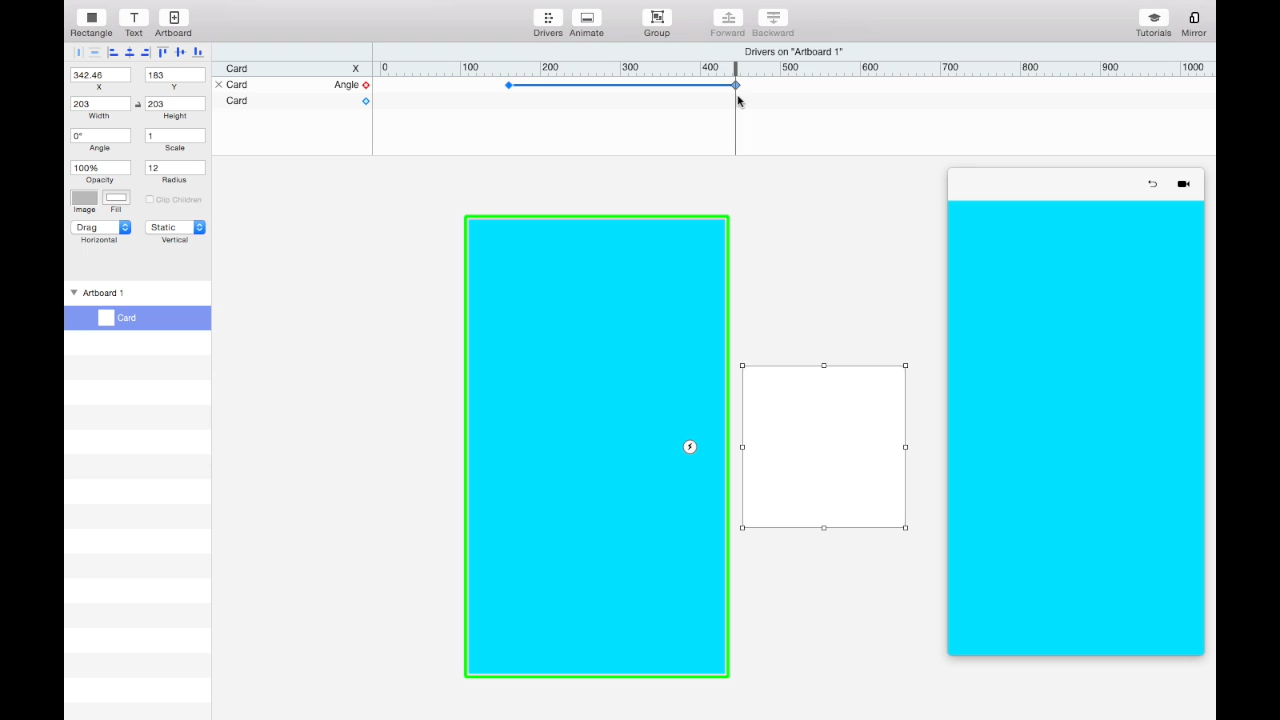 Rectangle Text Artboard Drivers Animate Group Forward Backward Tutorials Mirror
Drivers on "Artboard 1"
Card X 0 100 200 300 400 500 600 700 800 900 1000
Card Angle
Card
342.46 183
X Y
203 203
Width Height
0° 1
Angle Scale
100% 12
Opacity Radius
Clip Children
Image Fill
Drag Static
Horizontal Vertical
Artboard 1
Card